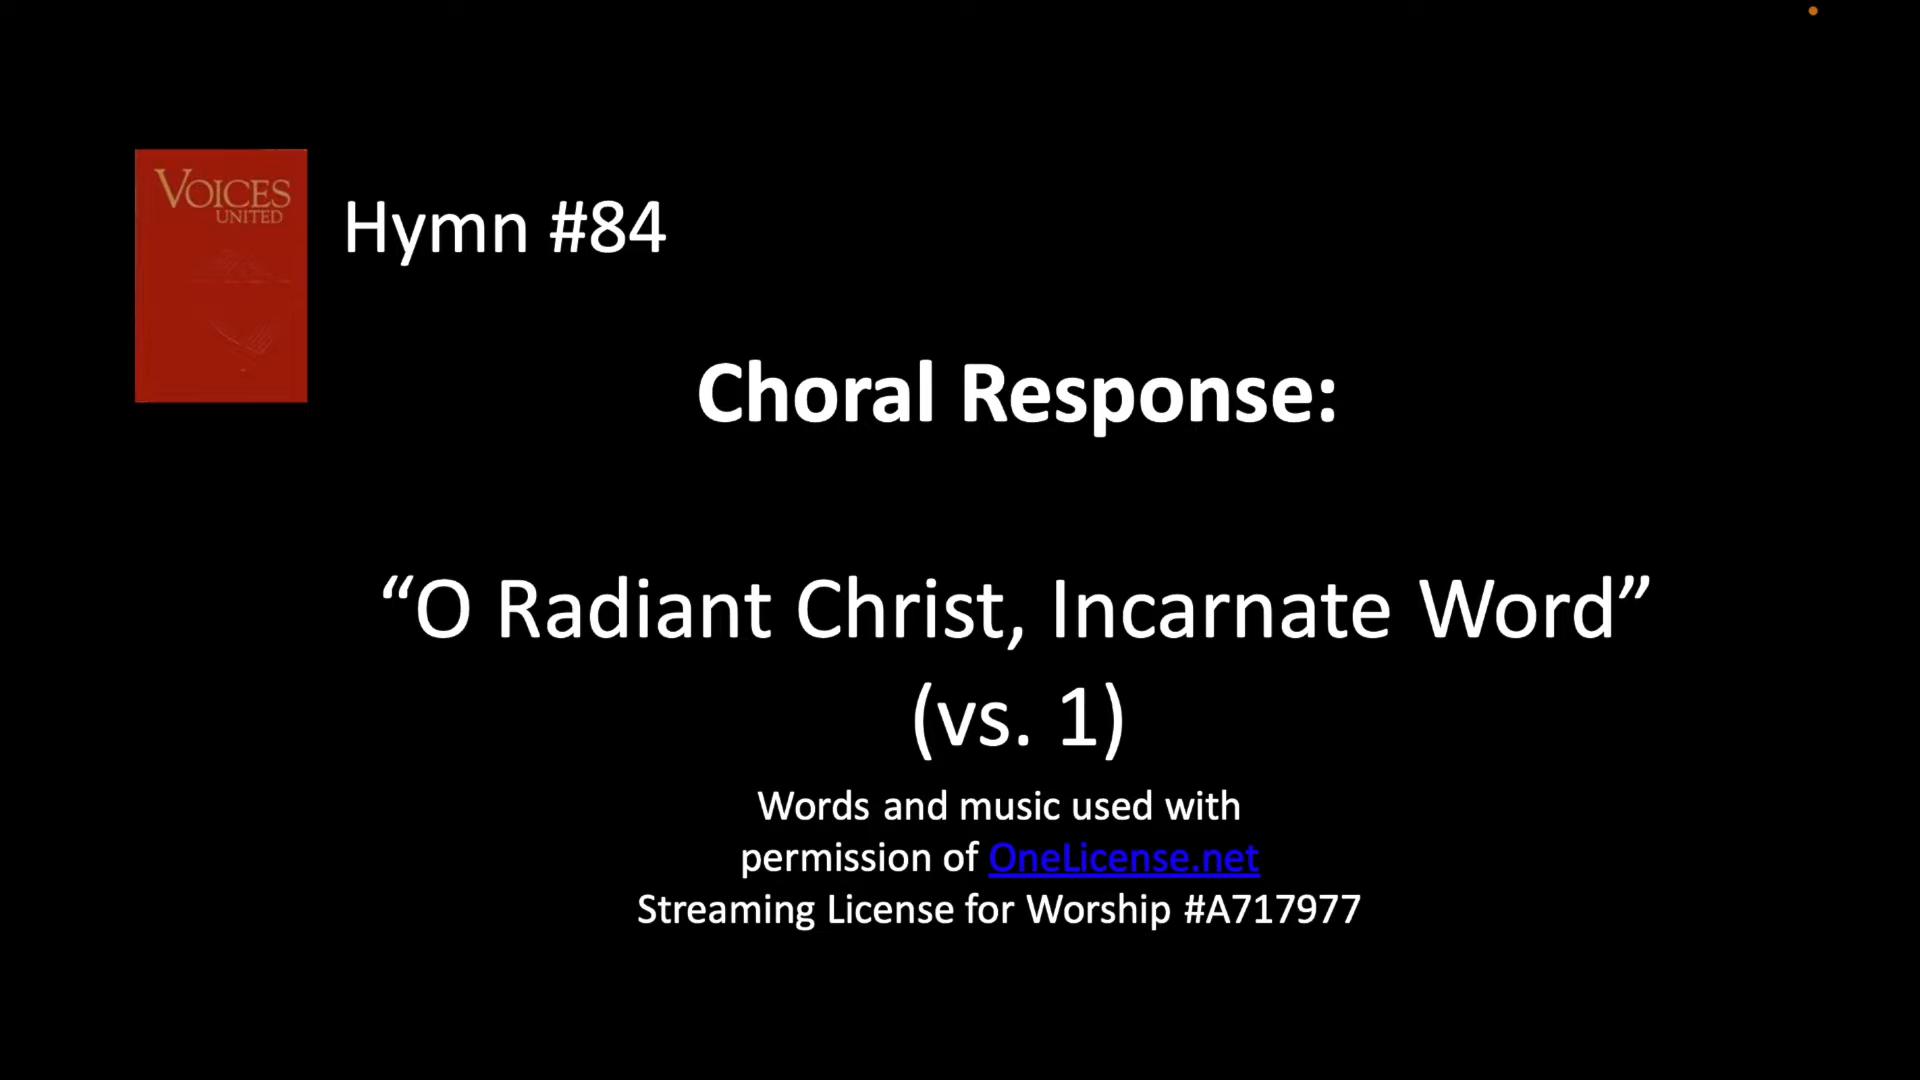 VOICES
UNITED
Hymn #84
Choral Response:
“O Radiant Christ, Incarnate Word”
(vs. 1)
Words and music used with
permission of OneLicense.net
Streaming License for Worship #A717977